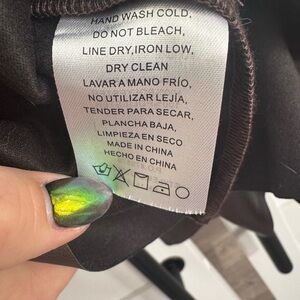 HAND WASH COLD,
DO NOT BLEACH,
LINE DRY, IRON LOW,
DRY CLEAN
LAVAR A MANO FRÍO,
NO UTILIZAR LEJÍA,
TENDER PARA SECAR,
PLANCHA BAJA,
LIMPIEZA EN SECO
MADE IN CHINA
HECHO EN CHINA